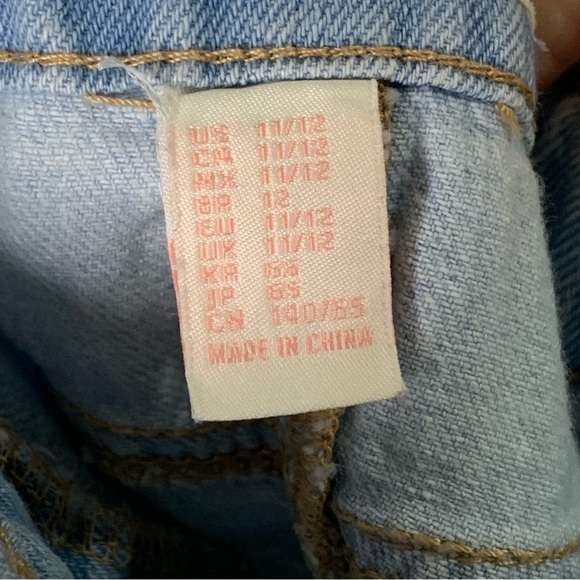 US 11/12
CA 11/12
MX 11/12
BR 12
EU 11/12
UK 11/12
KR 65
JP 65
CN 140/65
MADE IN CHINA